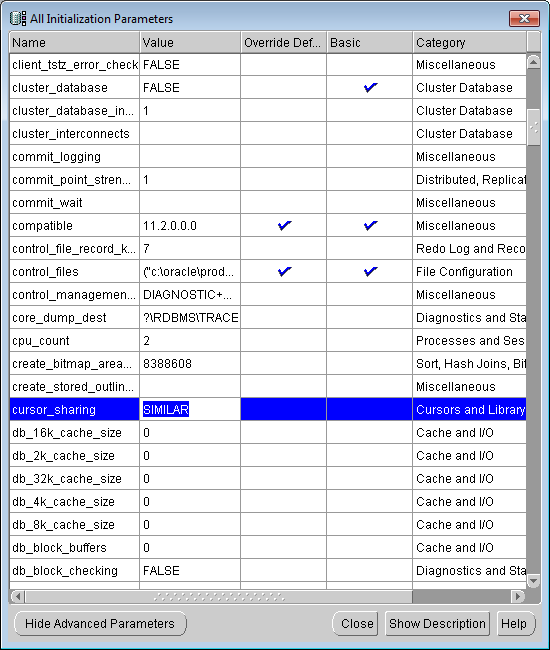 All Initialization Parameters
Name Value Override Def... Basic Category
client_tstz_error_check FALSE Miscellaneous
cluster_database FALSE Cluster Database
cluster_database_in... 1 Cluster Database
cluster_interconnects Cluster Database
commit_logging Miscellaneous
commit_point_stren... 1 Distributed, Replicat
commit_wait Miscellaneous
compatible 11.2.0.0.0 Miscellaneous
control_file_record_k... 7 Redo Log and Reco
control_files ("c:\oracle\prod... File Configuration
control_managemen... DIAGNOSTIC+... Miscellaneous
core_dump_dest ?\RDBMS\TRACE Diagnostics and Sta
cpu_count 2 Processes and Ses
create_bitmap_area... 8388608 Sort, Hash Joins, Bit
create_stored_outlin... Miscellaneous
cursor_sharing SIMILAR Cursors and Library
db_16k_cache_size 0 Cache and I/O
db_2k_cache_size 0 Cache and I/O
db_32k_cache_size 0 Cache and I/O
db_4k_cache_size 0 Cache and I/O
db_8k_cache_size 0 Cache and I/O
db_block_buffers 0 Cache and I/O
db_block_checking FALSE Diagnostics and Sta
Hide Advanced Parameters Close Show Description Help